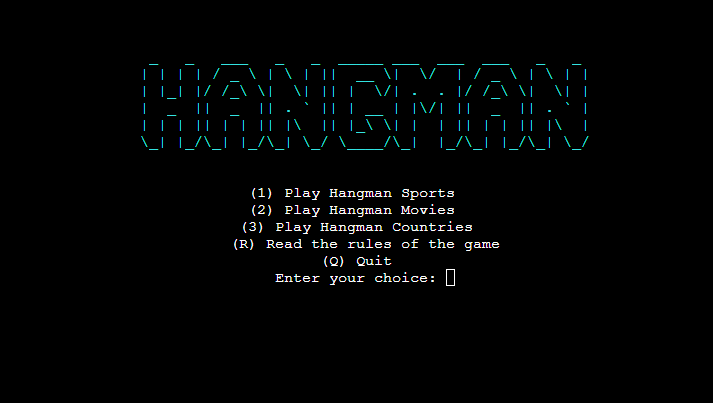 HANGMAN
(1) Play Hangman Sports
(2) Play Hangman Movies
(3) Play Hangman Countries
(R) Read the rules of the game
(Q) Quit
Enter your choice: